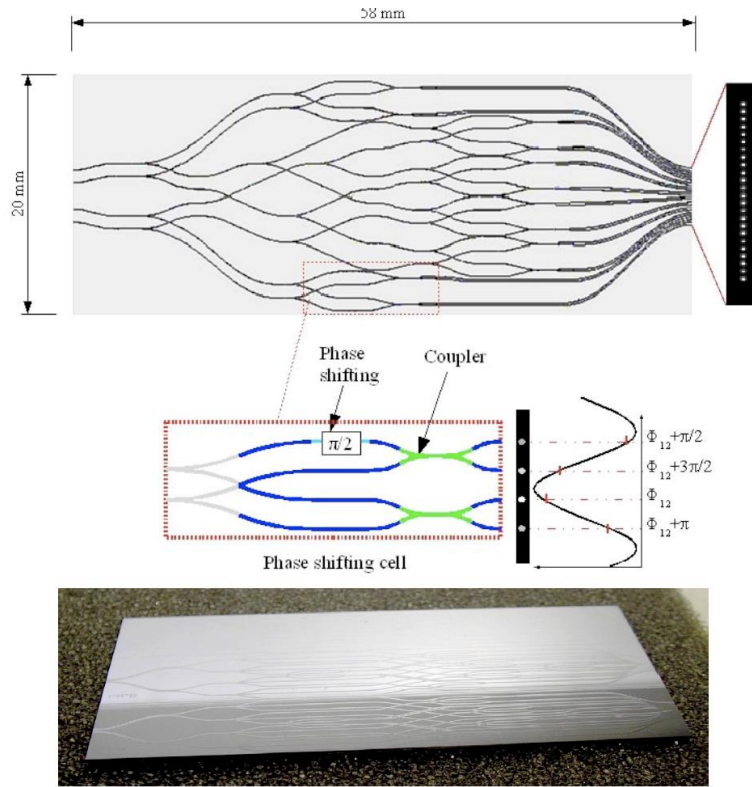 58 mm
20 mm
Phase
shifting
Coupler
π/2
Φ12+π/2
Φ12+3π/2
Φ12
Φ12+π
Phase shifting cell